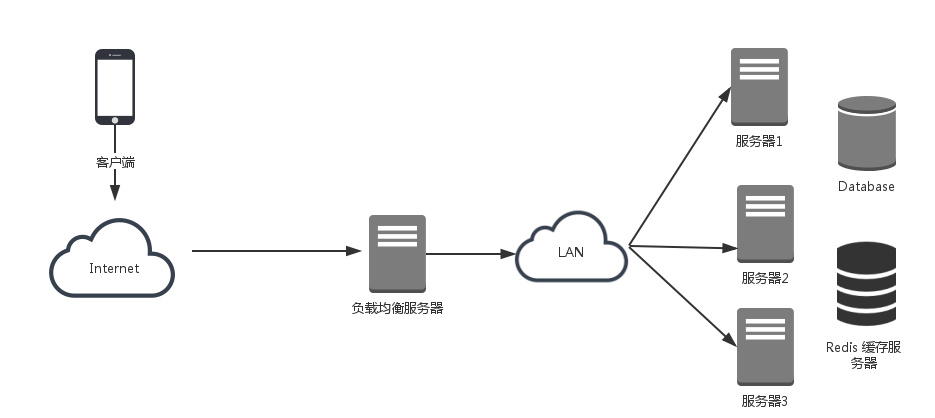 客户端
Internet
负载均衡服务器
LAN
服务器1
服务器2
服务器3
Database
Redis 缓存服
务器